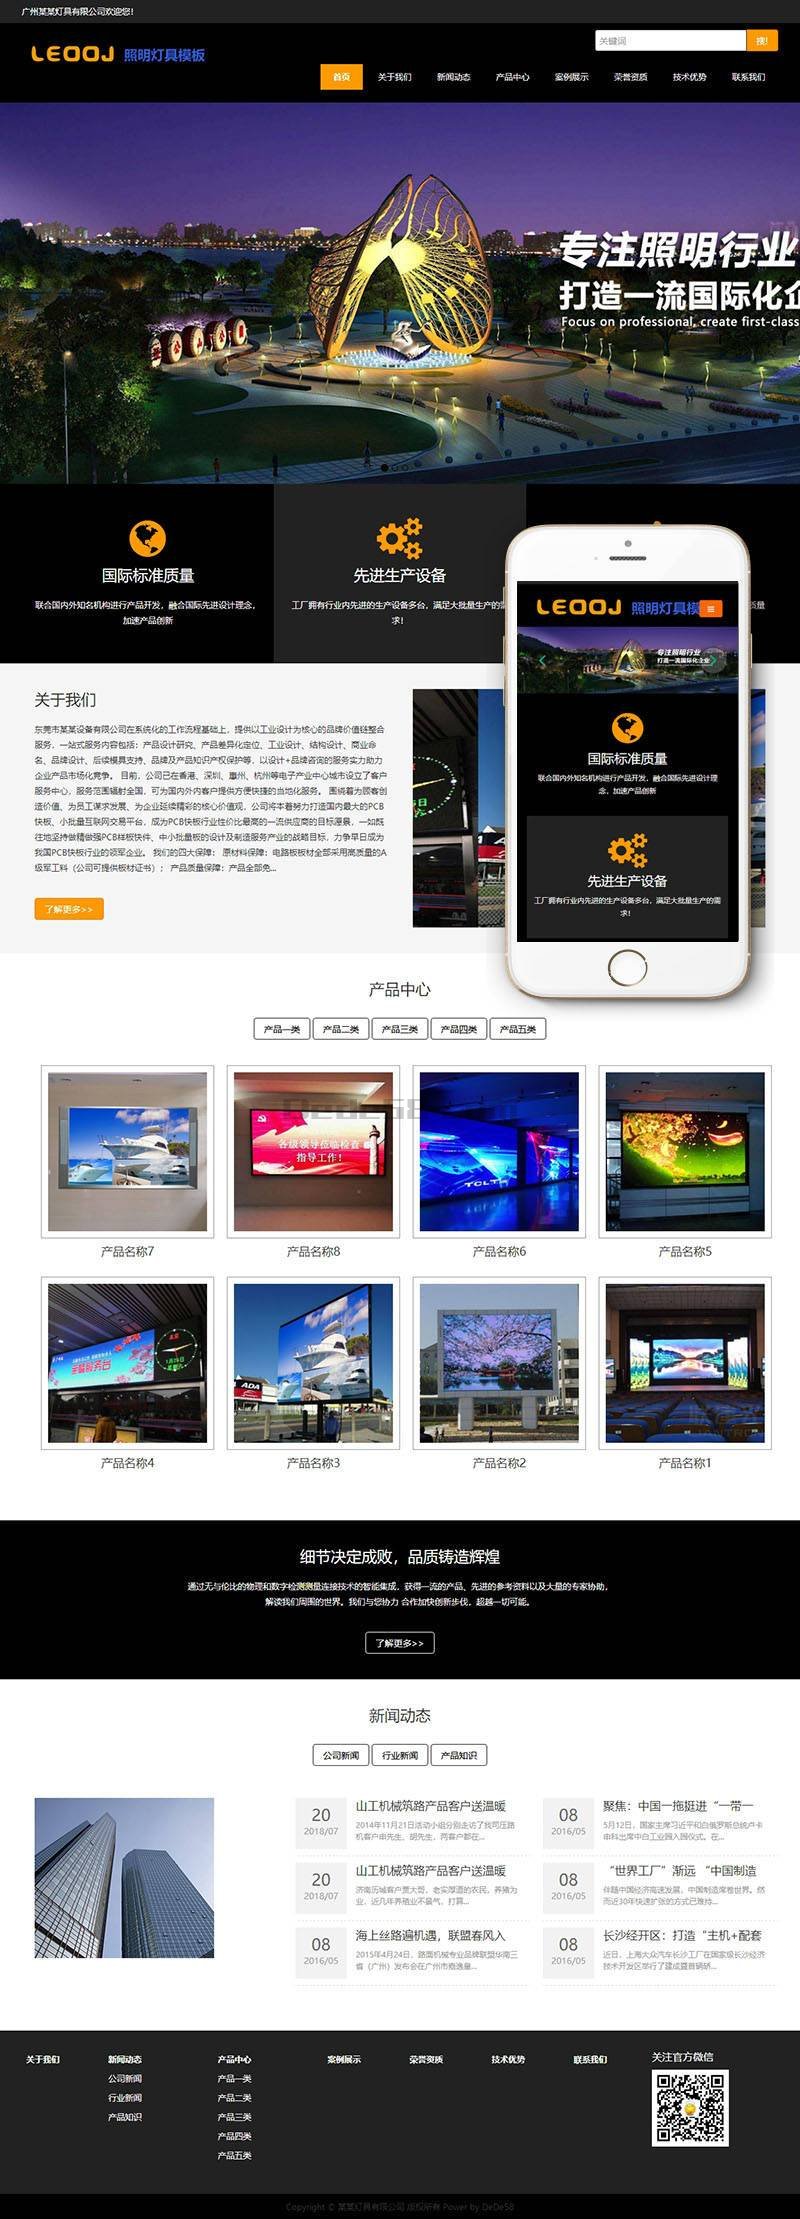 广州某某灯具有限公司欢迎您！
LEOOJ 照明灯具模板
关键词
搜!
首页 关于我们 新闻动态 产品中心 案例展示 荣誉资质 技术优势 联系我们
专注照明行业
打造一流国际化企
Focus on professional, create first-class
国际标准质量
联合国内外知名机构进行产品开发，融合国际先进设计理念，
加速产品创新
先进生产设备
工厂拥有行业内先进的生产设备多台，满足大批量生产的需
求！
质量
LEOOJ 照明灯具模
专注照明行业
打造一流国际化企业
国际标准质量
联合国内外知名机构进行产品开发，融合国际先进设计理
念，加速产品创新
先进生产设备
工厂拥有行业内先进的生产设备多台，满足大批量生产的需
求！
关于我们
东莞市某某设备有限公司在系统化的工作流程基础上，提供以工业设计为核心的品牌价值链整合
服务，一站式服务内容包括：产品设计研究、产品差异化定位、工业设计、结构设计、商业命
名、品牌设计、后续模具支持、品牌及产品知识产权保护等，以设计+品牌咨询的服务实力助力
企业产品市场化竞争。 目前，公司已在香港、深圳、惠州、杭州等电子产业中心城市设立了客户
服务中心，服务范围辐射全国，可为国内外内客户提供方便快捷的当地化服务。 围绕着为顾客创
造价值、为员工谋求发展、为企业延续精彩的核心价值观，公司将本着努力打造国内最大的PCB
快板、小批量互联网交易平台，成为PCB快板行业性价比最高的一流供应商的目标愿景，一如既
往地坚持做精做强PCB样板快件、中小批量板的设计及制造服务产业的战略目标，力争早日成为
我国PCB快板行业的领军企业。 我们的四大保障： 原材料保障：电路板板材全部采用高质量的A
级军工料（公司可提供板材证书）； 产品质量保障：产品全部免...
了解更多>>
产品中心
产品一类 产品二类 产品三类 产品四类 产品五类
Dede58.com
各级领导莅临检查
指导工作！
TCL
产品名称7 产品名称8 产品名称6 产品名称5
ADA
产品名称4 产品名称3 产品名称2 产品名称1
细节决定成败，品质铸造辉煌
通过无与伦比的物理和数字检测测量连接技术的智能集成，获得一流的产品、先进的参考资料以及大量的专家协助，
解读我们周围的世界。我们与您协力 合作加快创新步伐，超越一切可能。
了解更多>>
新闻动态
公司新闻 行业新闻 产品知识
20
2018/07
山工机械筑路产品客户送温暖
2014年11月21日活动小组分别走访了我司压路
机客户申先生、胡先生，两客户都在...
08
2016/05
聚焦：中国一拖挺进“一带一
5月12日，国家主席习近平和白俄罗斯总统卢卡
申科出席中白工业园入园仪式。在...
20
2018/07
山工机械筑路产品客户送温暖
济南历城客户贾大哥，老实厚道的农民，养猪为
业，近几年养殖业不景气，打算...
08
2016/05
“世界工厂”渐远 “中国制造
伴随中国经济高速发展，中国制造席卷世界。然
而近30年快速扩张的方式已难持...
08
2016/05
海上丝路遍机遇，联盟春风入
2015年4月24日，路面机械专业品牌联盟华南三
省（广州）发布会在广州市鼎逸量...
08
2016/05
长沙经开区：打造“主机+配套
近日，上海大众汽车长沙工厂在国家级长沙经济
技术开发区举行了建成暨首辆轿...
关于我们 新闻动态 产品中心 案例展示 荣誉资质 技术优势 联系我们 关注官方微信
公司新闻 产品一类
行业新闻 产品二类
产品知识 产品三类
产品四类
产品五类
Copyright © 某某灯具有限公司 版权所有 Power by DeDe58